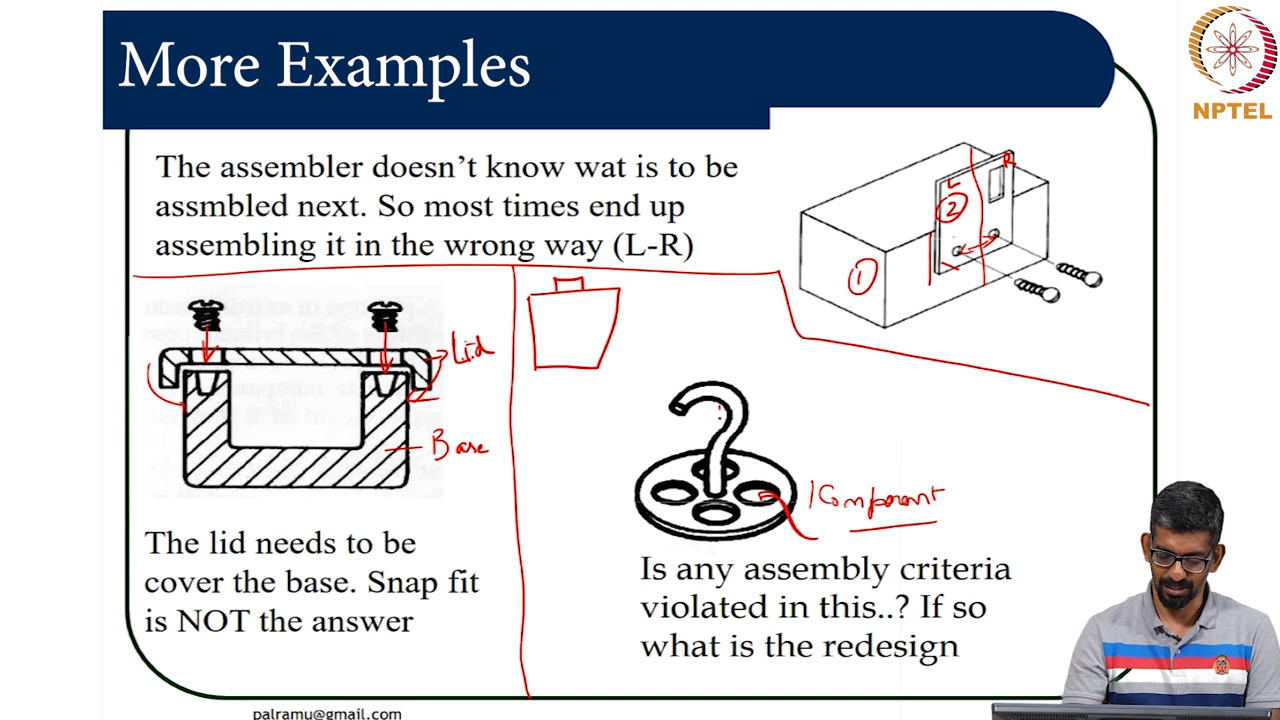 More Examples
NPTEL
The assembler doesn't know wat is to be
assmbled next. So most times end up
assembling it in the wrong way (L-R)
L
R
2
1
Lid
Base
1 Component
The lid needs to be
cover the base. Snap fit
is NOT the answer
Is any assembly criteria
violated in this..? If so
what is the redesign
palramu@gmail.com